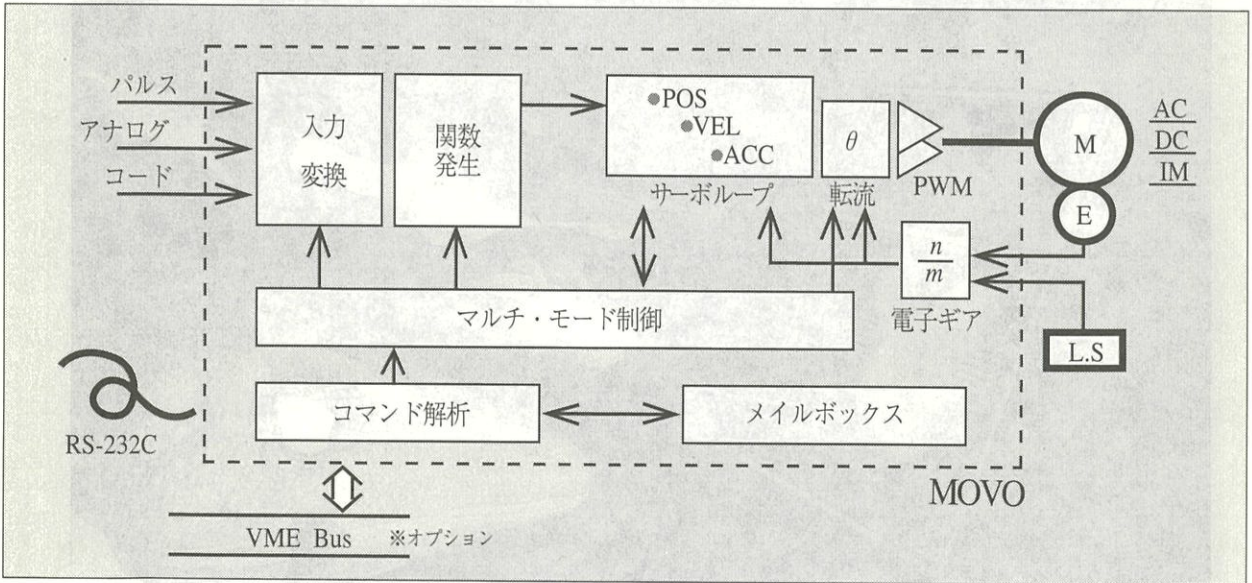 パルス
アナログ
コード
入力
変換
関数
発生
POS
VEL
ACC
サーボループ
θ
転流
PWM
M
E
AC
DC
IM
n
m
電子ギア
L.S
マルチ・モード制御
コマンド解析
メイルボックス
RS-232C
MOVO
VME Bus ※オプション